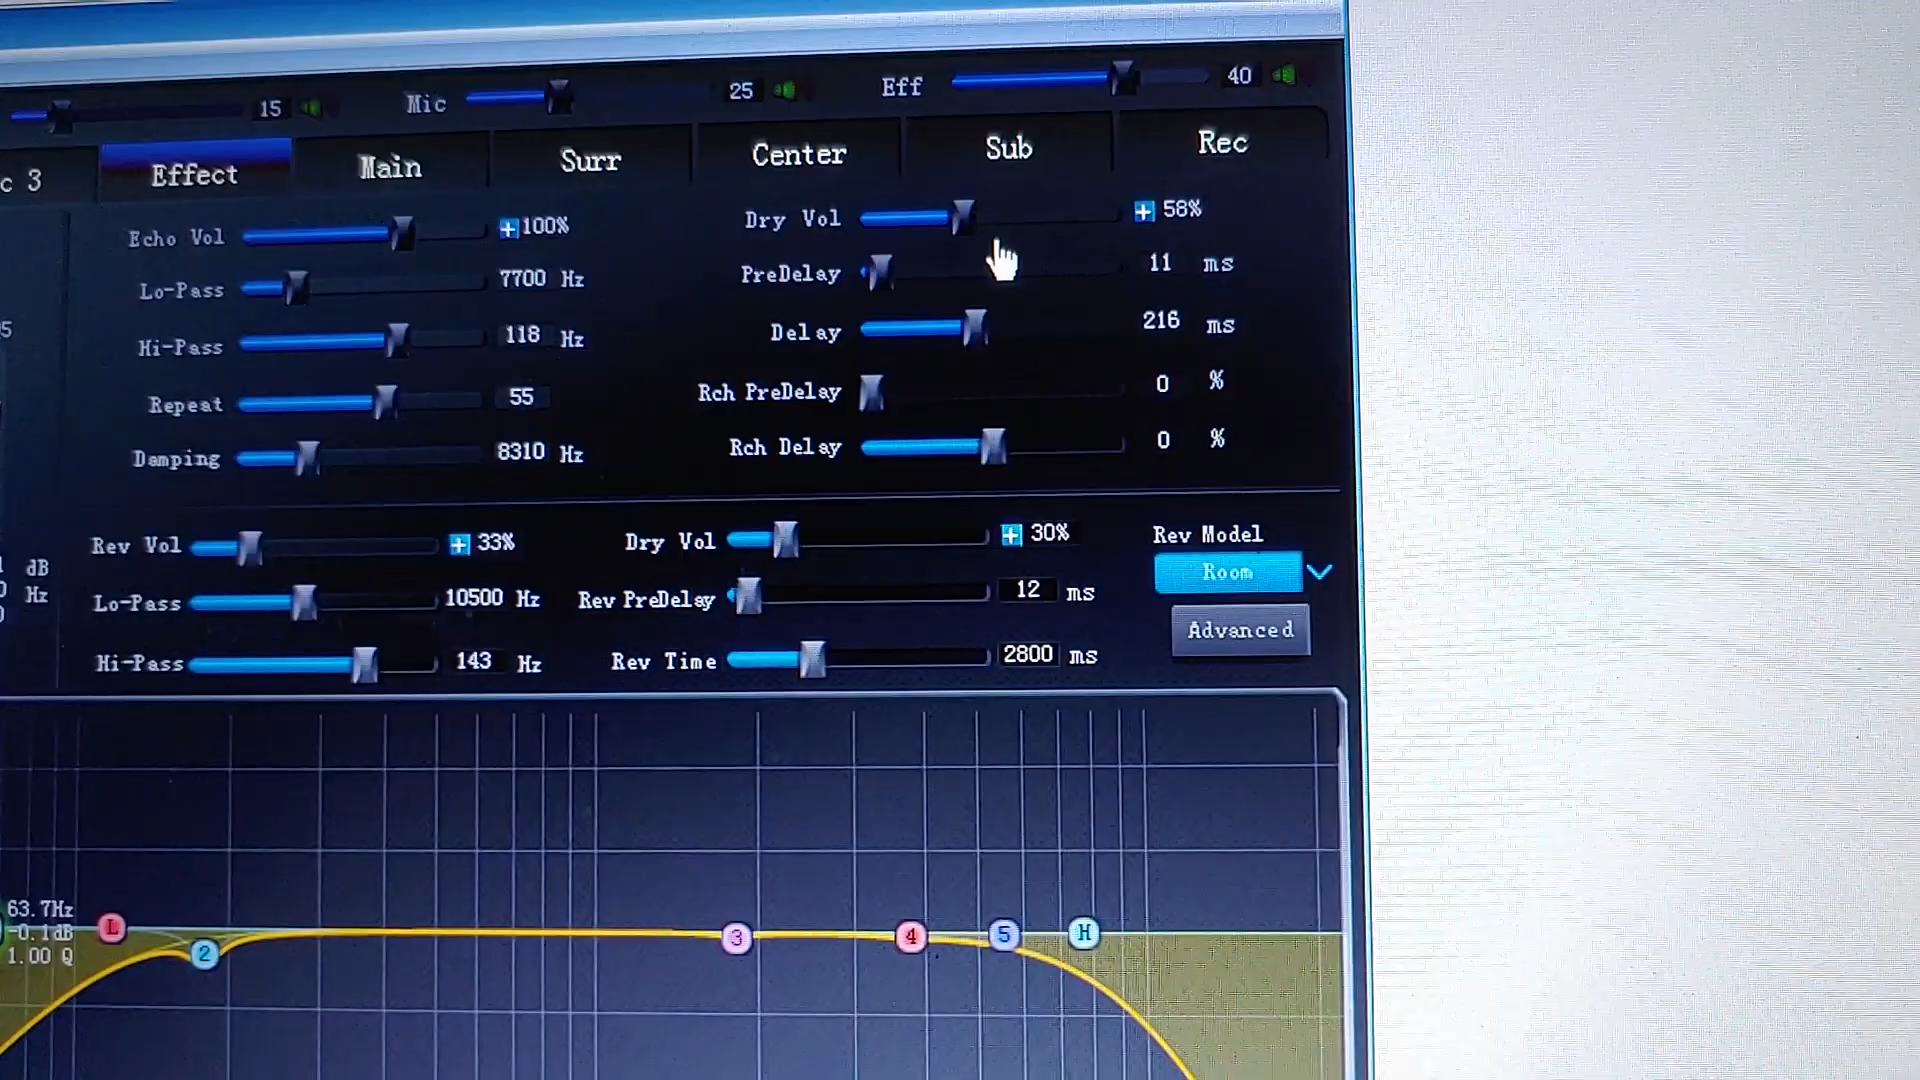 15 Mic 25 Eff 40
c 3 Effect Main Surr Center Sub Rec
Echo Vol +100% Dry Vol +58%
Lo-Pass 7700 Hz PreDelay 11 ms
Hi-Pass 118 Hz Delay 216 ms
Repeat 55 Rch PreDelay 0 %
Damping 8310 Hz Rch Delay 0 %
Rev Vol +33% Dry Vol +30% Rev Model
dB
Room
Hz Lo-Pass 10500 Hz Rev PreDelay 12 ms
Advanced
Hi-Pass 143 Hz Rev Time 2800 ms
63.7Hz
-0.1dB
1.00 Q
L 2 3 4 5 H